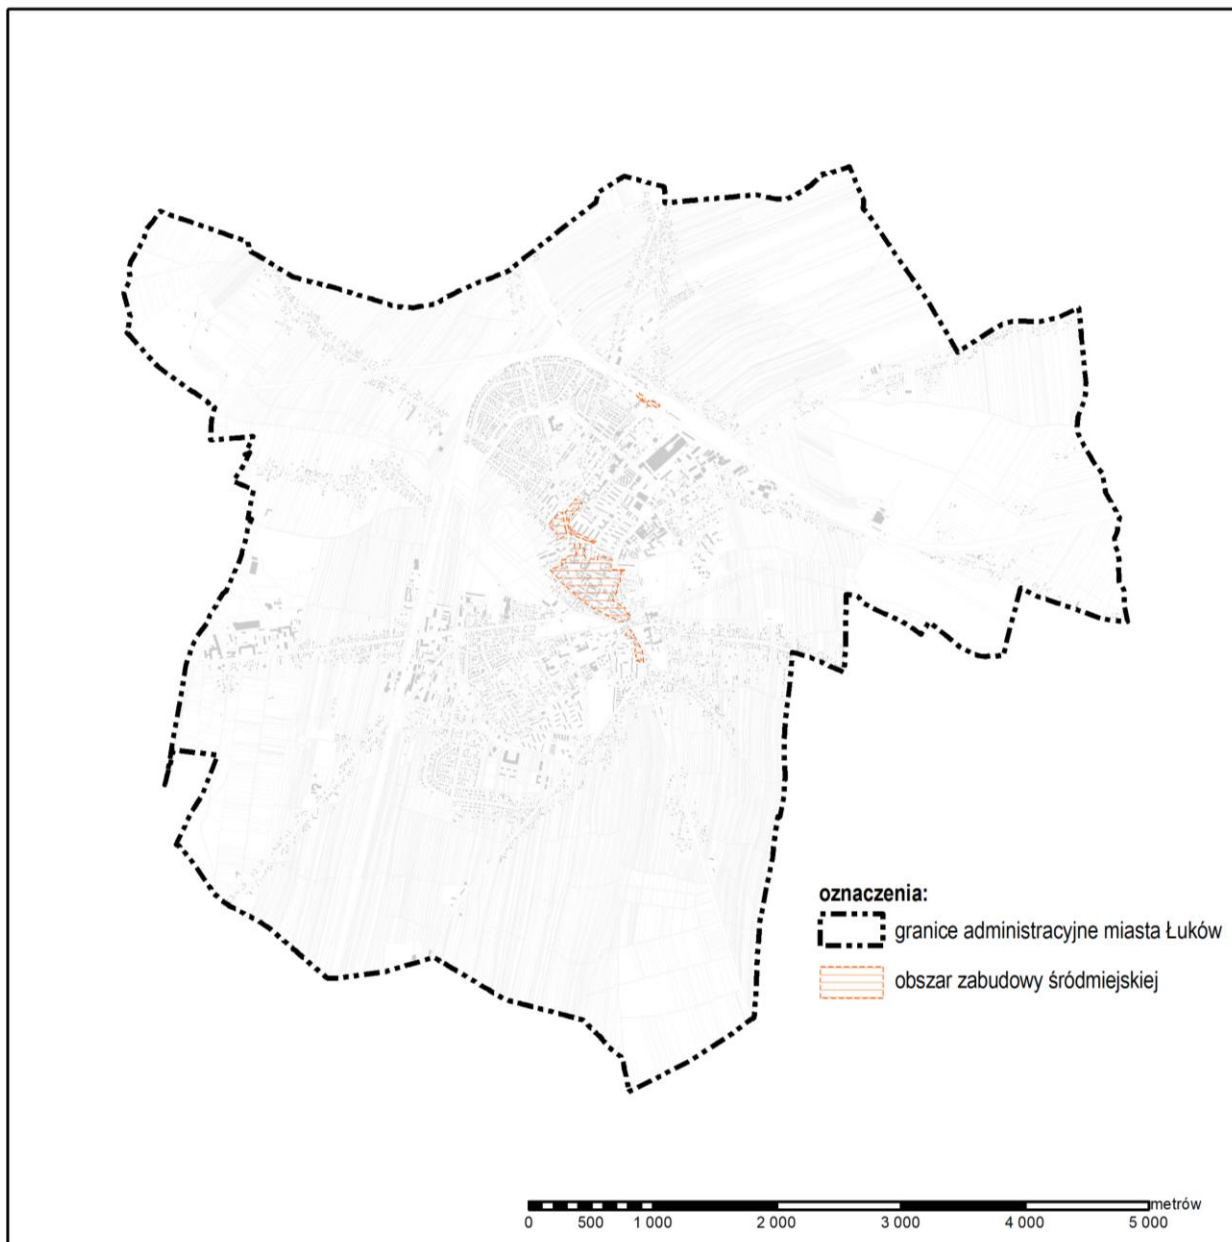 oznaczenia:
granice administracyjne miasta Łuków
obszar zabudowy śródmiejskiej
metrów
0 500 1 000 2 000 3 000 4 000 5 000